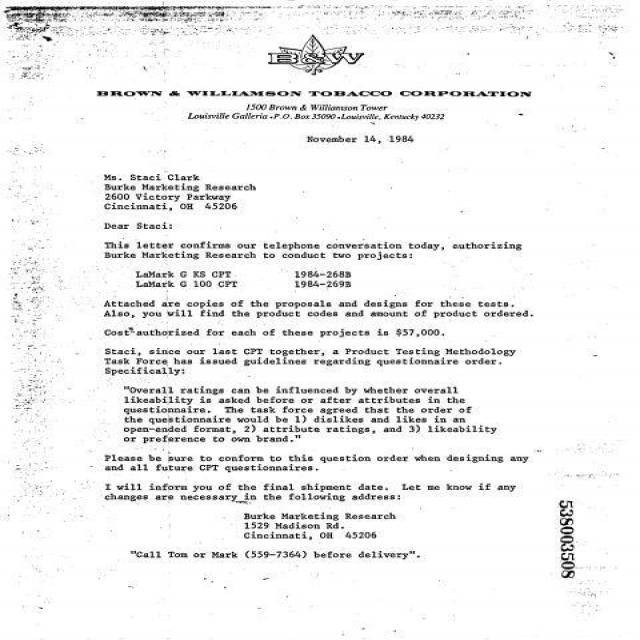 B&W
BROWN & WILLIAMSON TOBACCO CORPORATION
1500 Brown & Williamson Tower
Louisville Galleria • P.O. Box 35090 • Louisville, Kentucky 40232
November 14, 1984
Ms. Staci Clark
Burke Marketing Research
2600 Victory Parkway
Cincinnati, OH 45206
Dear Staci:
This letter confirms our telephone conversation today, authorizing
Burke Marketing Research to conduct two projects:
LaMark G KS CPT 1984-268B
LaMark G 100 CPT 1984-269B
Attached are copies of the proposals and designs for these tests.
Also, you will find the product codes and amount of product ordered.
Cost authorized for each of these projects is $57,000.
Staci, since our last CPT together, a Product Testing Methodology
Task Force has issued guidelines regarding questionnaire order.
Specifically:
"Overall ratings can be influenced by whether overall
likeability is asked before or after attributes in the
questionnaire. The task force agreed that the order of
the questionnaire would be 1) dislikes and likes in an
open-ended format, 2) attribute ratings, and 3) likeability
or preference to own brand."
Please be sure to conform to this question order when designing any
and all future CPT questionnaires.
I will inform you of the final shipment date. Let me know if any
changes are necessary in the following address:
Burke Marketing Research
1529 Madison Rd.
Cincinnati, OH 45206
"Call Tom or Mark (559-7364) before delivery".
538003508